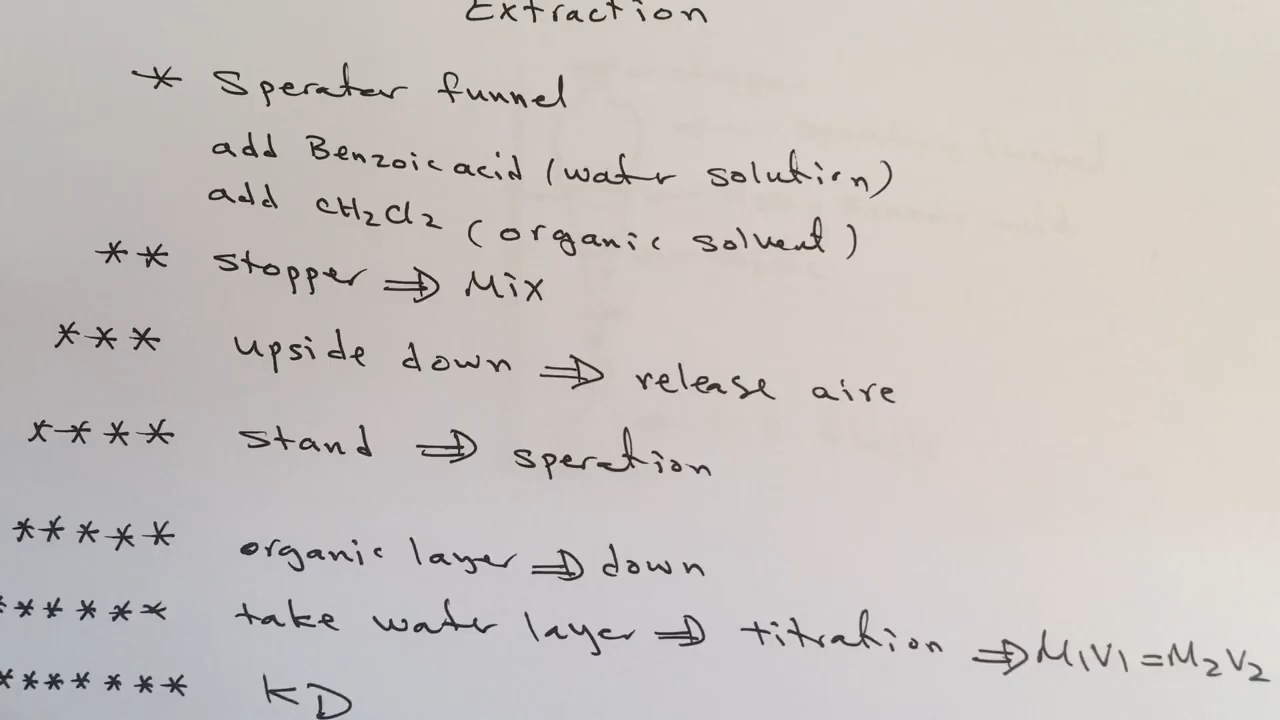 Extraction
* Sperater funnel
add Benzoic acid (water solution)
add CH2Cl2 (organic solvent)
** stopper ⇒ Mix
*** upside down ⇒ release aire
**** stand ⇒ speration
***** organic layer ⇒ down
****** take water layer ⇒ titration ⇒ M1V1 = M2V2
******* KD